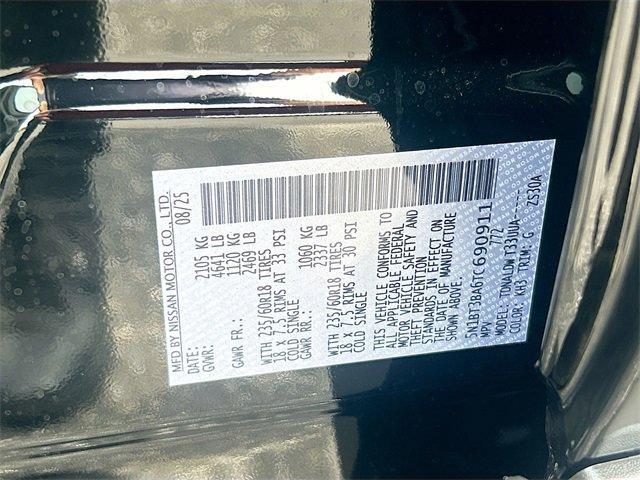 MFD BY NISSAN MOTOR CO., LTD.
DATE: 08/25
GVWR: 2105 KG
4641 LB
GAWR FR.: 1120 KG
2469 LB
WITH 235/60R18 TIRES
18 X 7.5 RIMS AT 33 PSI
COLD SINGLE
GAWR RR.: 1060 KG
2337 LB
WITH 235/60R18 TIRES
18 X 7.5 RIMS AT 30 PSI
COLD SINGLE
THIS VEHICLE CONFORMS TO
ALL APPLICABLE FEDERAL
MOTOR VEHICLE SAFETY AND
THEFT PREVENTION
STANDARDS IN EFFECT ON
THE DATE OF MANUFACTURE
SHOWN ABOVE.
5N1BT3BA6TC690911
MPV 772
MODEL: TDNALDW T33UUA-----
COLOR: KH3 TRIM: G ZS30A